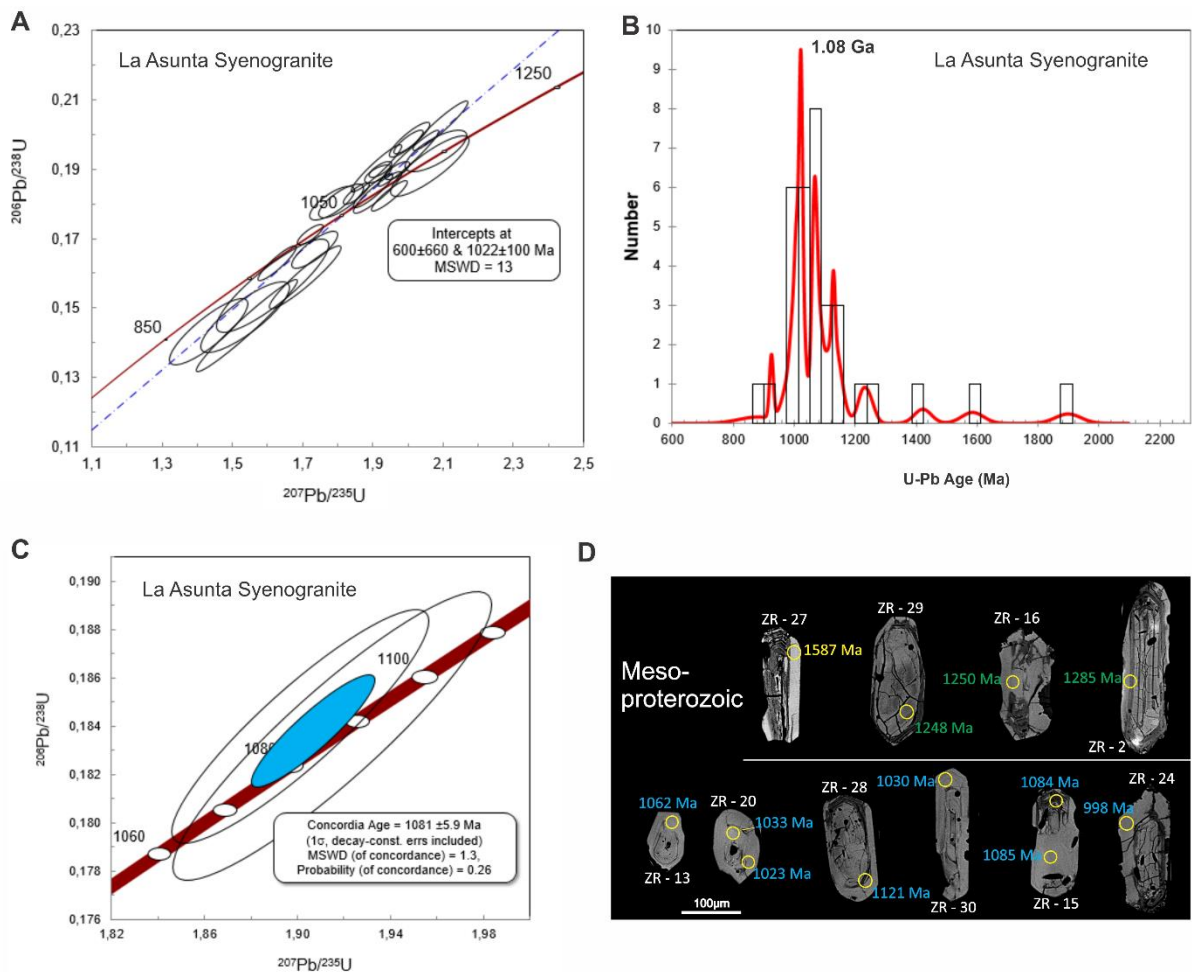 A
La Asunta Syenogranite
0,23
0,21
0,19
0,17
0,15
0,13
0,11
1250
1050
850
Intercepts at
600±660 & 1022±100 Ma
MSWD = 13
1,1 1,3 1,5 1,7 1,9 2,1 2,3 2,5
206Pb/238U
207Pb/235U
B
1.08 Ga
La Asunta Syenogranite
10
9
8
7
6
5
4
3
2
1
0
Number
600 800 1000 1200 1400 1600 1800 2000 2200
U-Pb Age (Ma)
C
La Asunta Syenogranite
0,190
0,188
0,186
0,184
0,182
0,180
0,178
0,176
1100
1080
1060
Concordia Age = 1081 ±5.9 Ma
(1σ, decay-const. errs included)
MSWD (of concordance) = 1.3,
Probability (of concordance) = 0.26
1,82 1,86 1,90 1,94 1,98
206Pb/238U
207Pb/235U
D
Meso-
proterozoic
ZR - 27
1587 Ma
ZR - 29
1248 Ma
ZR - 16
1250 Ma
1285 Ma
ZR - 2
1062 Ma
ZR - 13
ZR - 20
1033 Ma
1023 Ma
ZR - 28
1121 Ma
1030 Ma
ZR - 30
1084 Ma
1085 Ma
ZR - 15
ZR - 24
998 Ma
100µm